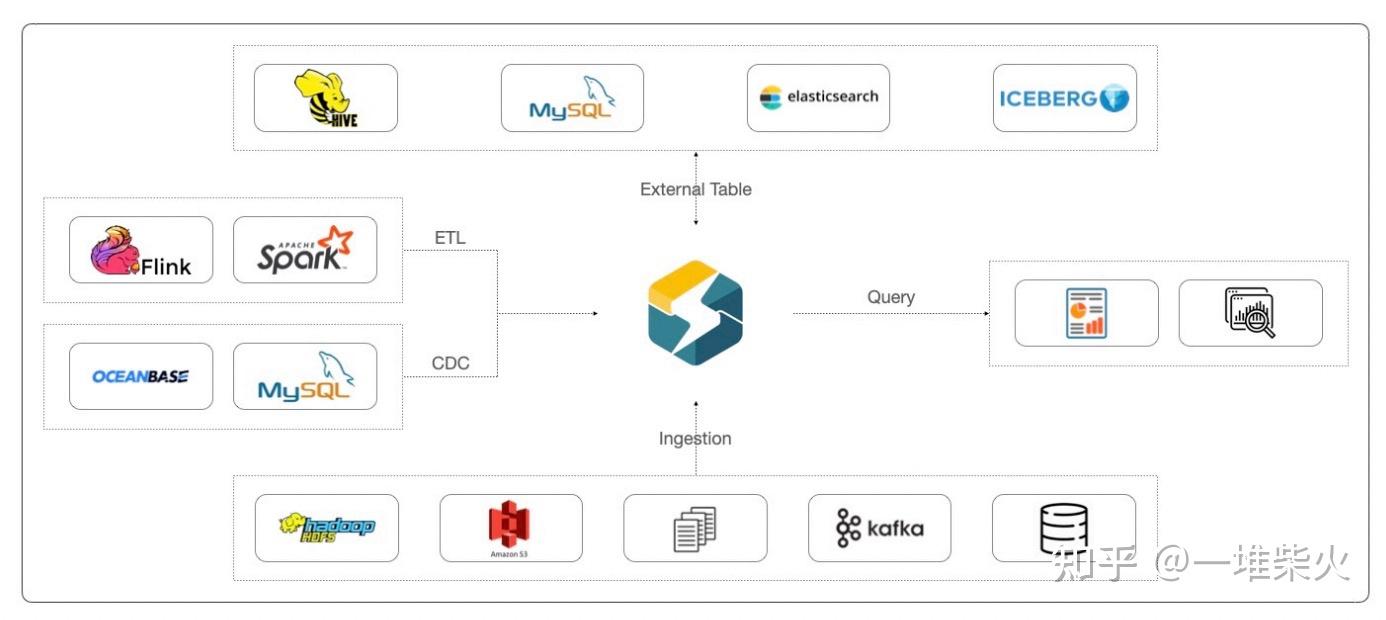 HIVE
MySQL
elasticsearch
ICEBERG
External Table
Flink
APACHE
Spark
ETL
OCEANBASE
MySQL
CDC
Query
Ingestion
hadoop
HDFS
Amazon S3
kafka
知乎 @一堆柴火